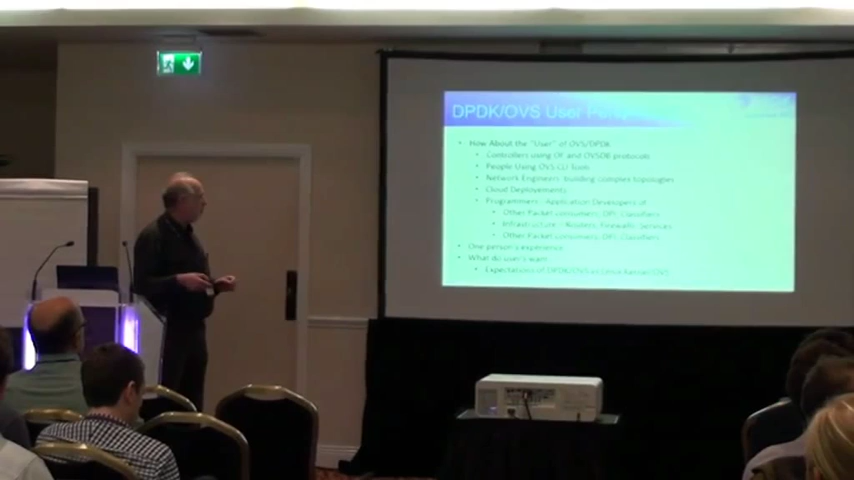 DPDK/OVS User
How About the "User" of OVS/DPDK
Controllers using OF and OVSDB protocols
People Using OVS CLI Tools
Network Engineers: Building complex topologies
Cloud Deployements
Programmers: Application Developers of
Other Packet consumers: DPI, Classifiers
Infrastructure: Routers, Firewalls, Services
Other Packet consumers: DPI, Classifiers
One person's experience
What do user's want
Expectations of DPDK/OVS vs Linux Kernel/OVS